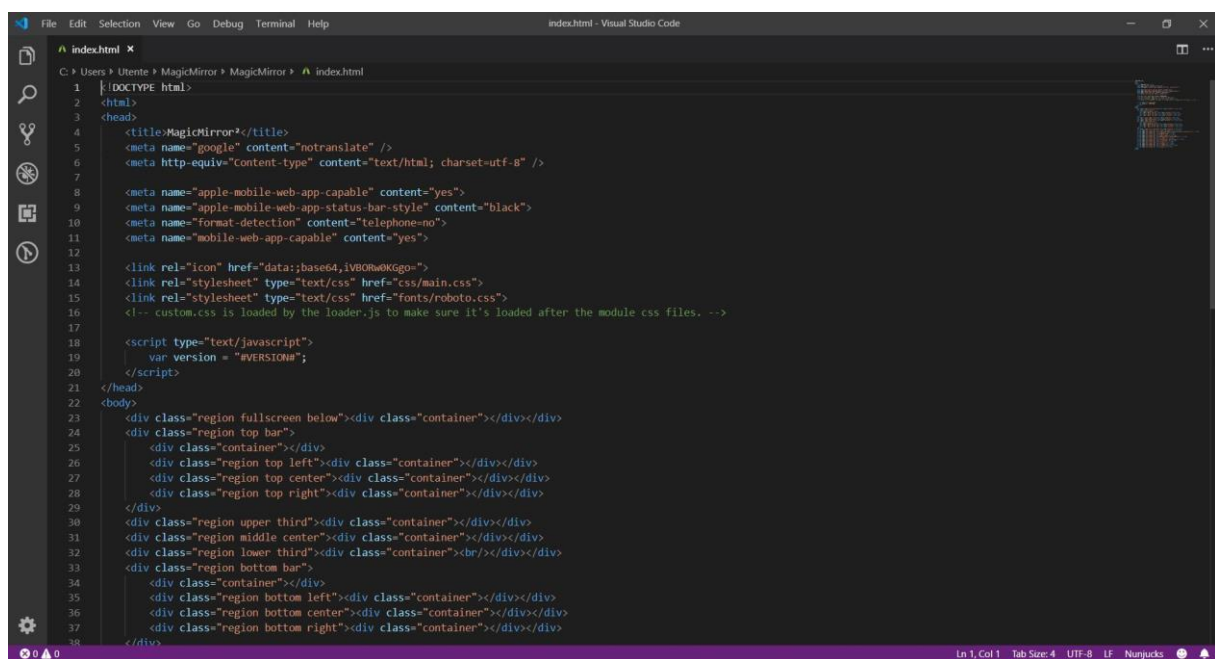 File Edit Selection View Go Debug Terminal Help
index.html - Visual Studio Code
index.html
C: Users Utente MagicMirror MagicMirror index.html
1 <!DOCTYPE html>
2 <html>
3 <head>
4 <title>MagicMirror²</title>
5 <meta name="google" content="notranslate" />
6 <meta http-equiv="Content-type" content="text/html; charset=utf-8" />
7
8 <meta name="apple-mobile-web-app-capable" content="yes">
9 <meta name="apple-mobile-web-app-status-bar-style" content="black">
10 <meta name="format-detection" content="telephone=no">
11 <meta name="mobile-web-app-capable" content="yes">
12
13 <link rel="icon" href="data:;base64,iVBORw0KGgo=">
14 <link rel="stylesheet" type="text/css" href="css/main.css">
15 <link rel="stylesheet" type="text/css" href="fonts/roboto.css">
16 <!-- custom.css is loaded by the loader.js to make sure it's loaded after the module css files. -->
17
18 <script type="text/javascript">
19 var version = "#VERSION#";
20 </script>
21 </head>
22 <body>
23 <div class="region fullscreen below"><div class="container"></div></div>
24 <div class="region top bar">
25 <div class="container"></div>
26 <div class="region top left"><div class="container"></div></div>
27 <div class="region top center"><div class="container"></div></div>
28 <div class="region top right"><div class="container"></div></div>
29 </div>
30 <div class="region upper third"><div class="container"></div></div>
31 <div class="region middle center"><div class="container"></div></div>
32 <div class="region lower third"><div class="container"><br/></div></div>
33 <div class="region bottom bar">
34 <div class="container"></div>
35 <div class="region bottom left"><div class="container"></div></div>
36 <div class="region bottom center"><div class="container"></div></div>
37 <div class="region bottom right"><div class="container"></div></div>
38 </div>
0 0 Ln 1, Col 1 Tab Size: 4 UTF-8 LF Nunjucks